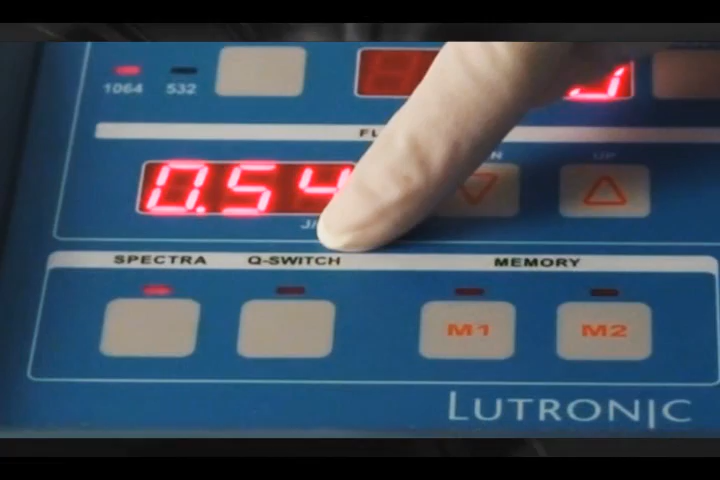 1064 532
0.54
UP
SPECTRA Q-SWITCH MEMORY
M1 M2
LUTRONIC